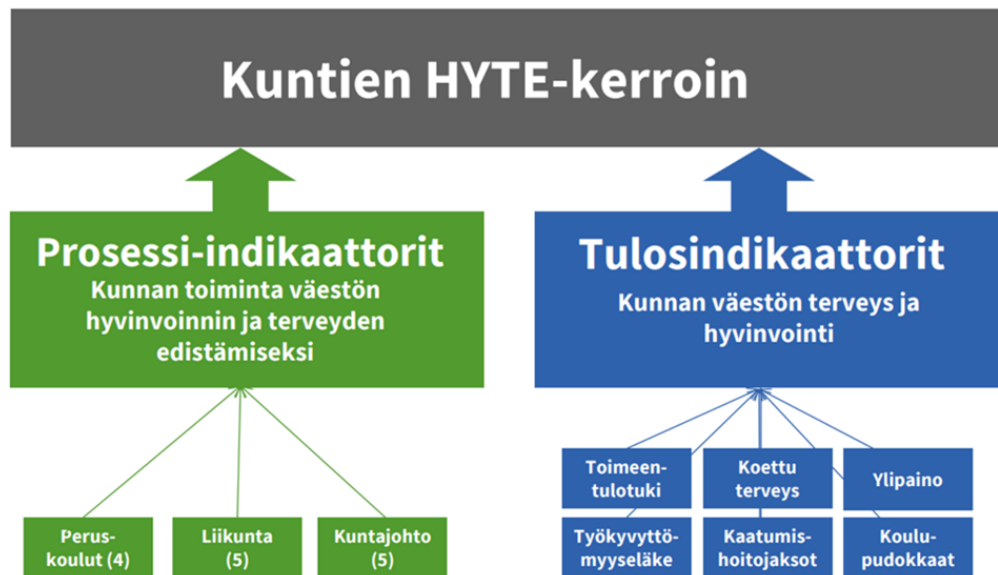 Kuntien HYTE-kerroin
Prosessi-indikaattorit
Kunnan toiminta väestön
hyvinvoinnin ja terveyden
edistämiseksi
Tulosindikaattorit
Kunnan väestön terveys ja
hyvinvointi
Perus-
koulut (4)
Liikunta
(5)
Kuntajohto
(5)
Toimeen-
tulotuki
Koettu
terveys
Ylipaino
Työkyvyttö-
myyseläke
Kaatumis-
hoitojaksot
Koulu-
pudokkaat